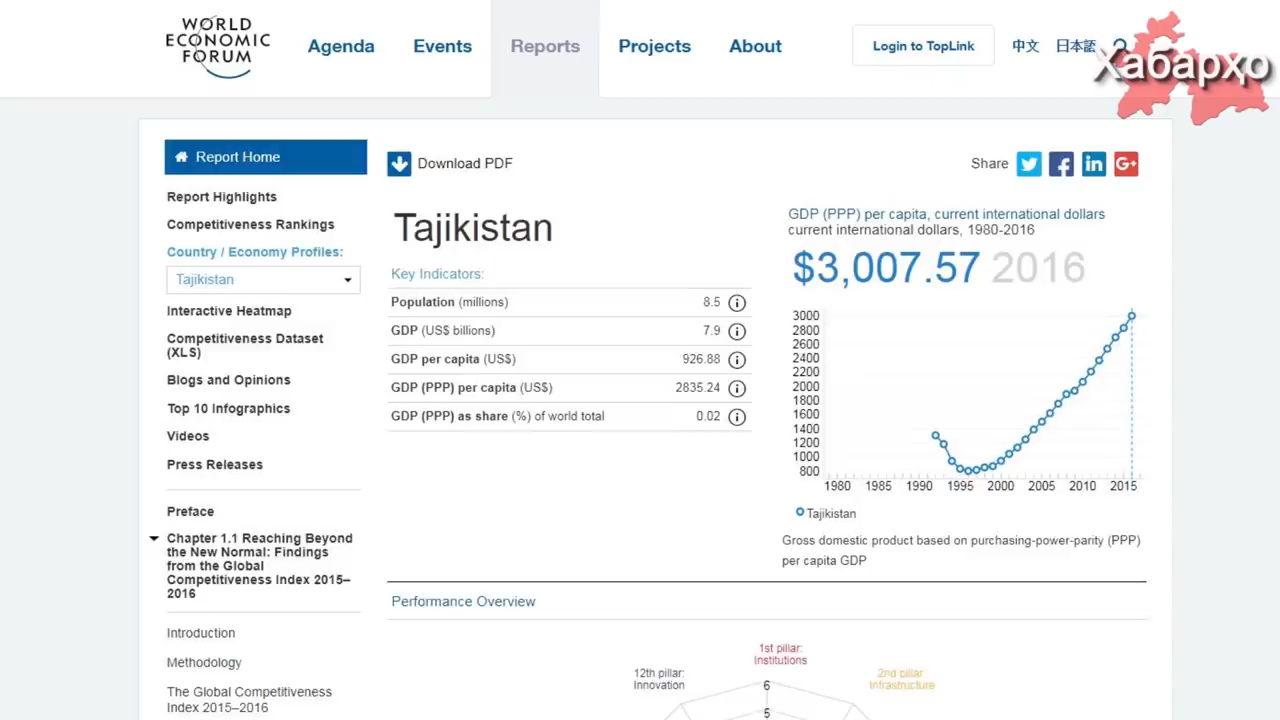 WORLD
ECONOMIC
FORUM
Agenda
Events
Reports
Projects
About
Login to TopLink
中文
日本語
Хабарҳо
Report Home
Report Highlights
Competitiveness Rankings
Country / Economy Profiles:
Tajikistan
Interactive Heatmap
Competitiveness Dataset
(XLS)
Blogs and Opinions
Top 10 Infographics
Videos
Press Releases
Preface
Chapter 1.1 Reaching Beyond
the New Normal: Findings
from the Global
Competitiveness Index 2015–
2016
Introduction
Methodology
The Global Competitiveness
Index 2015–2016
Download PDF
Share
Tajikistan
Key Indicators:
Population (millions) 8.5
GDP (US$ billions) 7.9
GDP per capita (US$) 926.88
GDP (PPP) per capita (US$) 2835.24
GDP (PPP) as share (%) of world total 0.02
GDP (PPP) per capita, current international dollars
current international dollars, 1980-2016
$3,007.57 2016
3000
2800
2600
2400
2200
2000
1800
1600
1400
1200
1000
800
1980 1985 1990 1995 2000 2005 2010 2015
Tajikistan
Gross domestic product based on purchasing-power-parity (PPP)
per capita GDP
Performance Overview
1st pillar:
Institutions
12th pillar:
Innovation
2nd pillar
Infrastructure
6
5